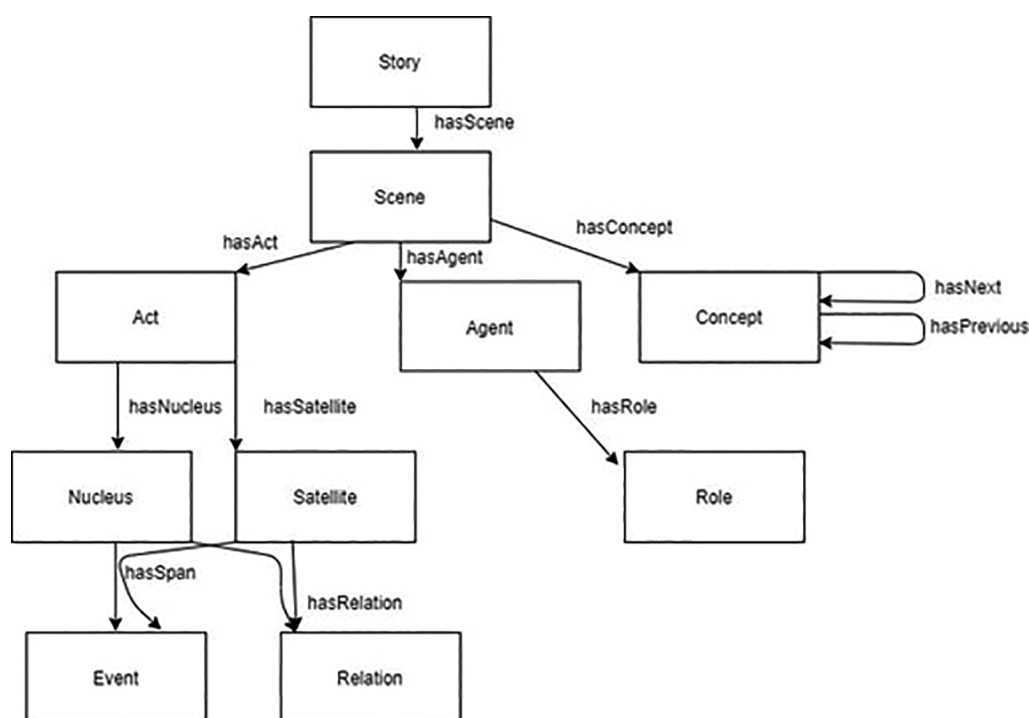 Story
hasScene
Scene
hasConcept
hasAct
hasAgent
hasNext
Act
Agent
Concept
hasPrevious
hasNucleus
hasSatellite
hasRole
Nucleus
Satellite
Role
hasSpan
hasRelation
Event
Relation